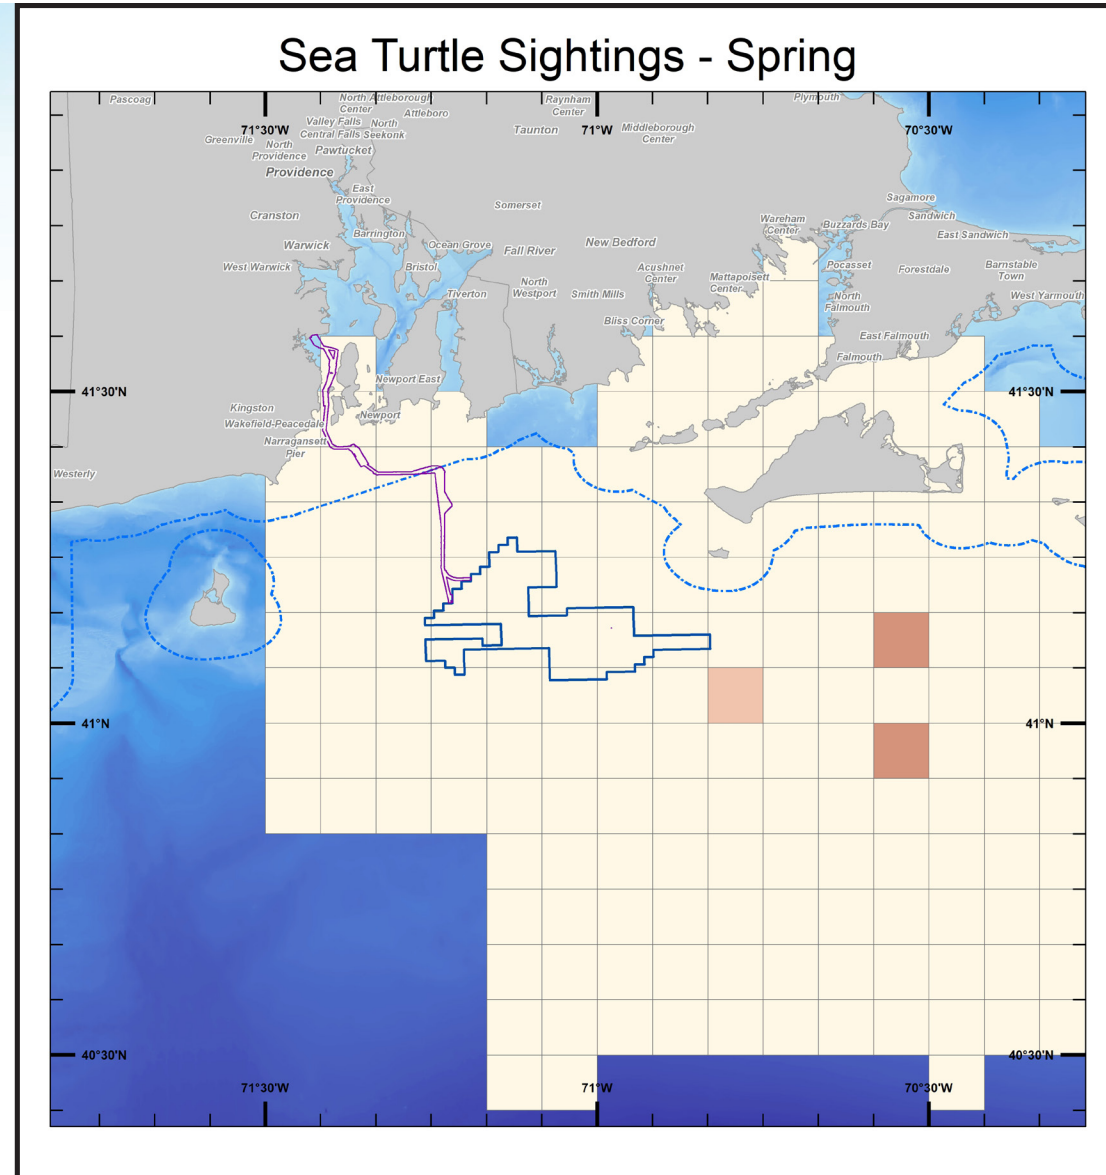 Sea Turtle Sightings - Spring
Pascoag
North Attleborough
Center
Attleboro
Raynham
Center
Plymouth
71°30'W
71°W
70°30'W
Valley Falls
North
Central Falls
Seekonk
Taunton
Middleborough
Center
Greenville
North
Providence
Pawtucket
Providence
East
Providence
Sagamore
Somerset
Cranston
Sandwich
Wareham
Center
Buzzards Bay
East Sandwich
Barrington
Warwick
Ocean Grove
Fall River
New Bedford
West Warwick
Bristol
Acushnet
Center
Pocasset
Forestdale
Barnstable
Town
Mattapoisett
Center
North
Westport
Tiverton
Smith Mills
North
Falmouth
West Yarmouth
Bliss Corner
East Falmouth
Falmouth
Newport East
41°30'N
41°30'N
Kingston
Newport
Wakefield-Peacedale
Narragansett
Pier
Westerly
41°N
41°N
40°30'N
40°30'N
71°30'W
71°W
70°30'W